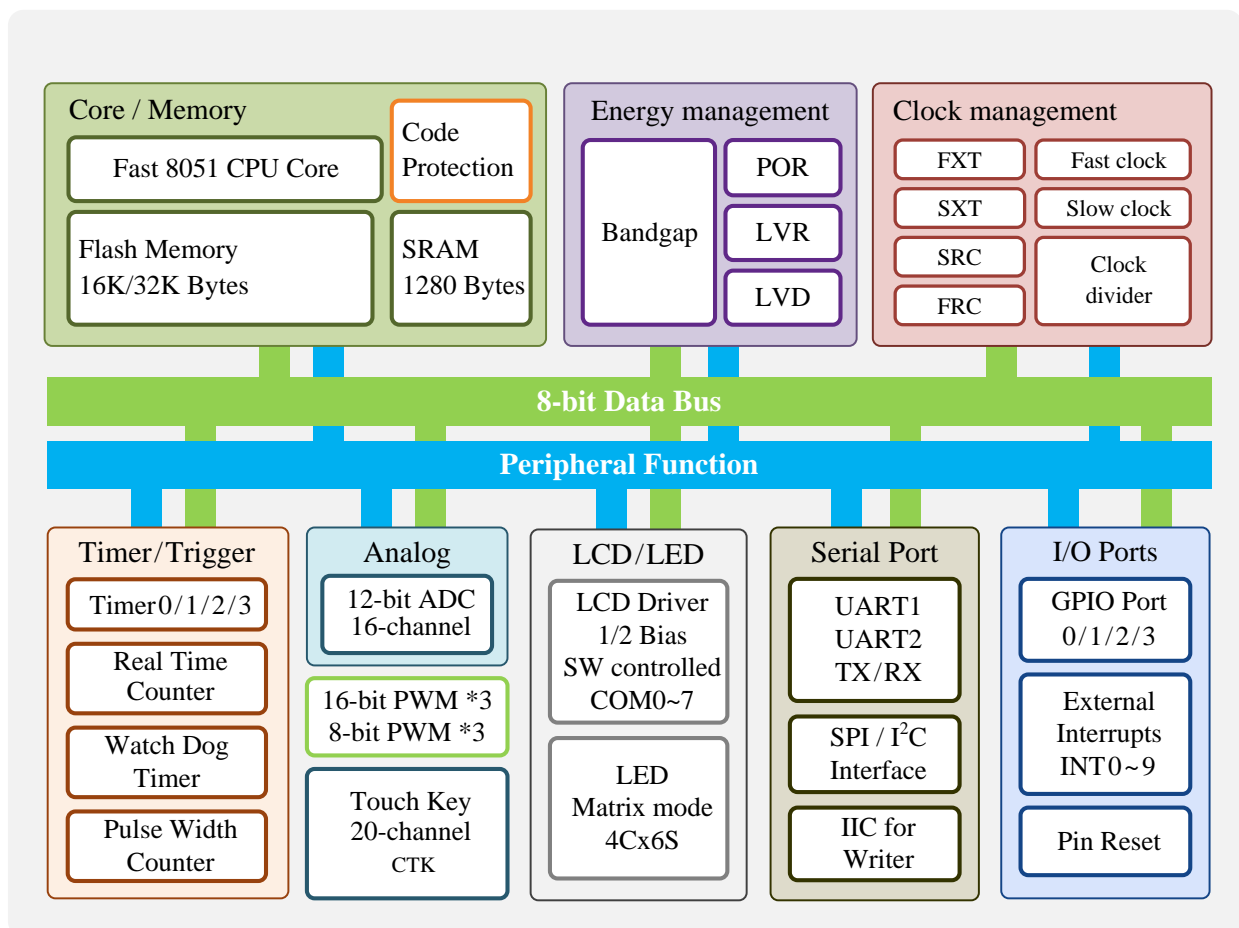 Core / Memory
Fast 8051 CPU Core
Code
Protection
Flash Memory
16K/32K Bytes
SRAM
1280 Bytes
Energy management
Bandgap
POR
LVR
LVD
Clock management
FXT
SXT
SRC
FRC
Fast clock
Slow clock
Clock
divider
8-bit Data Bus
Peripheral Function
Timer/Trigger
Timer0/1/2/3
Real Time
Counter
Watch Dog
Timer
Pulse Width
Counter
Analog
12-bit ADC
16-channel
16-bit PWM *3
8-bit PWM *3
Touch Key
20-channel
CTK
LCD/LED
LCD Driver
1/2 Bias
SW controlled
COM0~7
LED
Matrix mode
4Cx6S
Serial Port
UART1
UART2
TX/RX
SPI / I²C
Interface
IIC for
Writer
I/O Ports
GPIO Port
0/1/2/3
External
Interrupts
INT0~9
Pin Reset